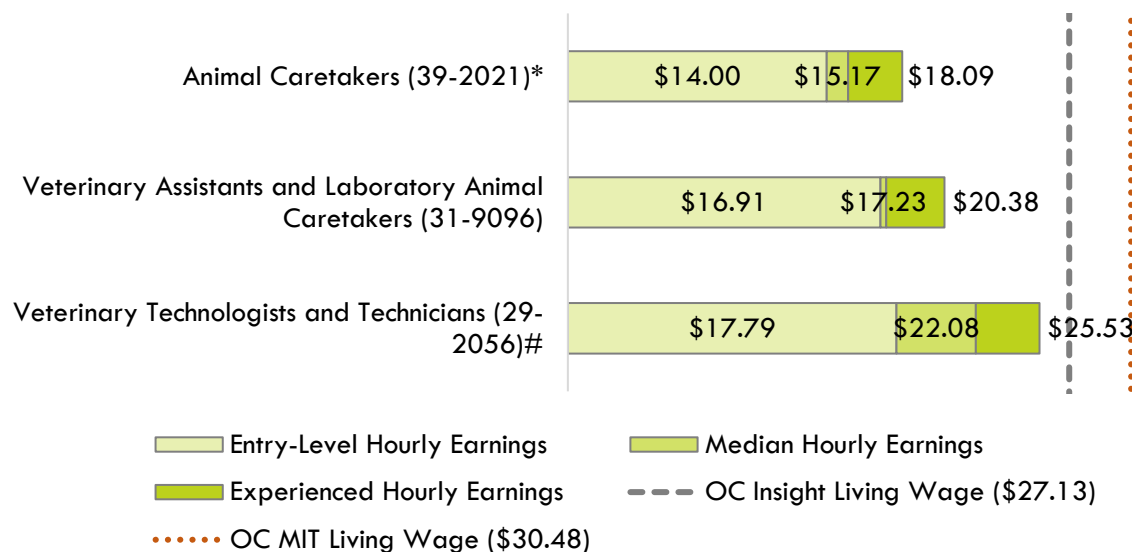 Animal Caretakers (39-2021)*
$14.00
$15.17
$18.09
Veterinary Assistants and Laboratory Animal
Caretakers (31-9096)
$16.91
$17.23
$20.38
Veterinary Technologists and Technicians (29-
2056)#
$17.79
$22.08
$25.53
Entry-Level Hourly Earnings
Median Hourly Earnings
Experienced Hourly Earnings
OC Insight Living Wage ($27.13)
OC MIT Living Wage ($30.48)